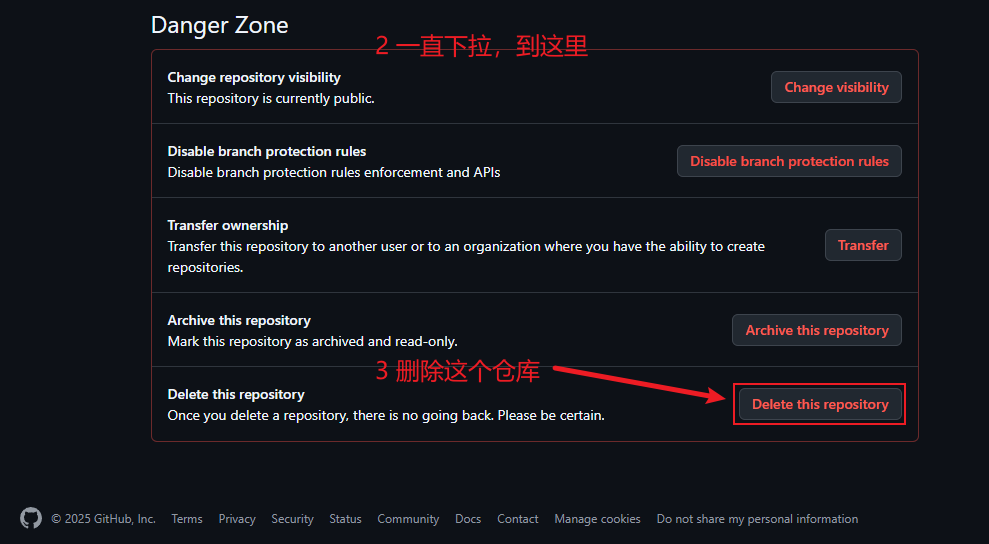 Danger Zone
2 一直下拉，到这里
Change repository visibility
This repository is currently public.
Change visibility
Disable branch protection rules
Disable branch protection rules enforcement and APIs
Disable branch protection rules
Transfer ownership
Transfer this repository to another user or to an organization where you have the ability to create
repositories.
Transfer
Archive this repository
Mark this repository as archived and read-only.
Archive this repository
3 删除这个仓库
Delete this repository
Once you delete a repository, there is no going back. Please be certain.
Delete this repository
© 2025 GitHub, Inc. Terms Privacy Security Status Community Docs Contact Manage cookies Do not share my personal information